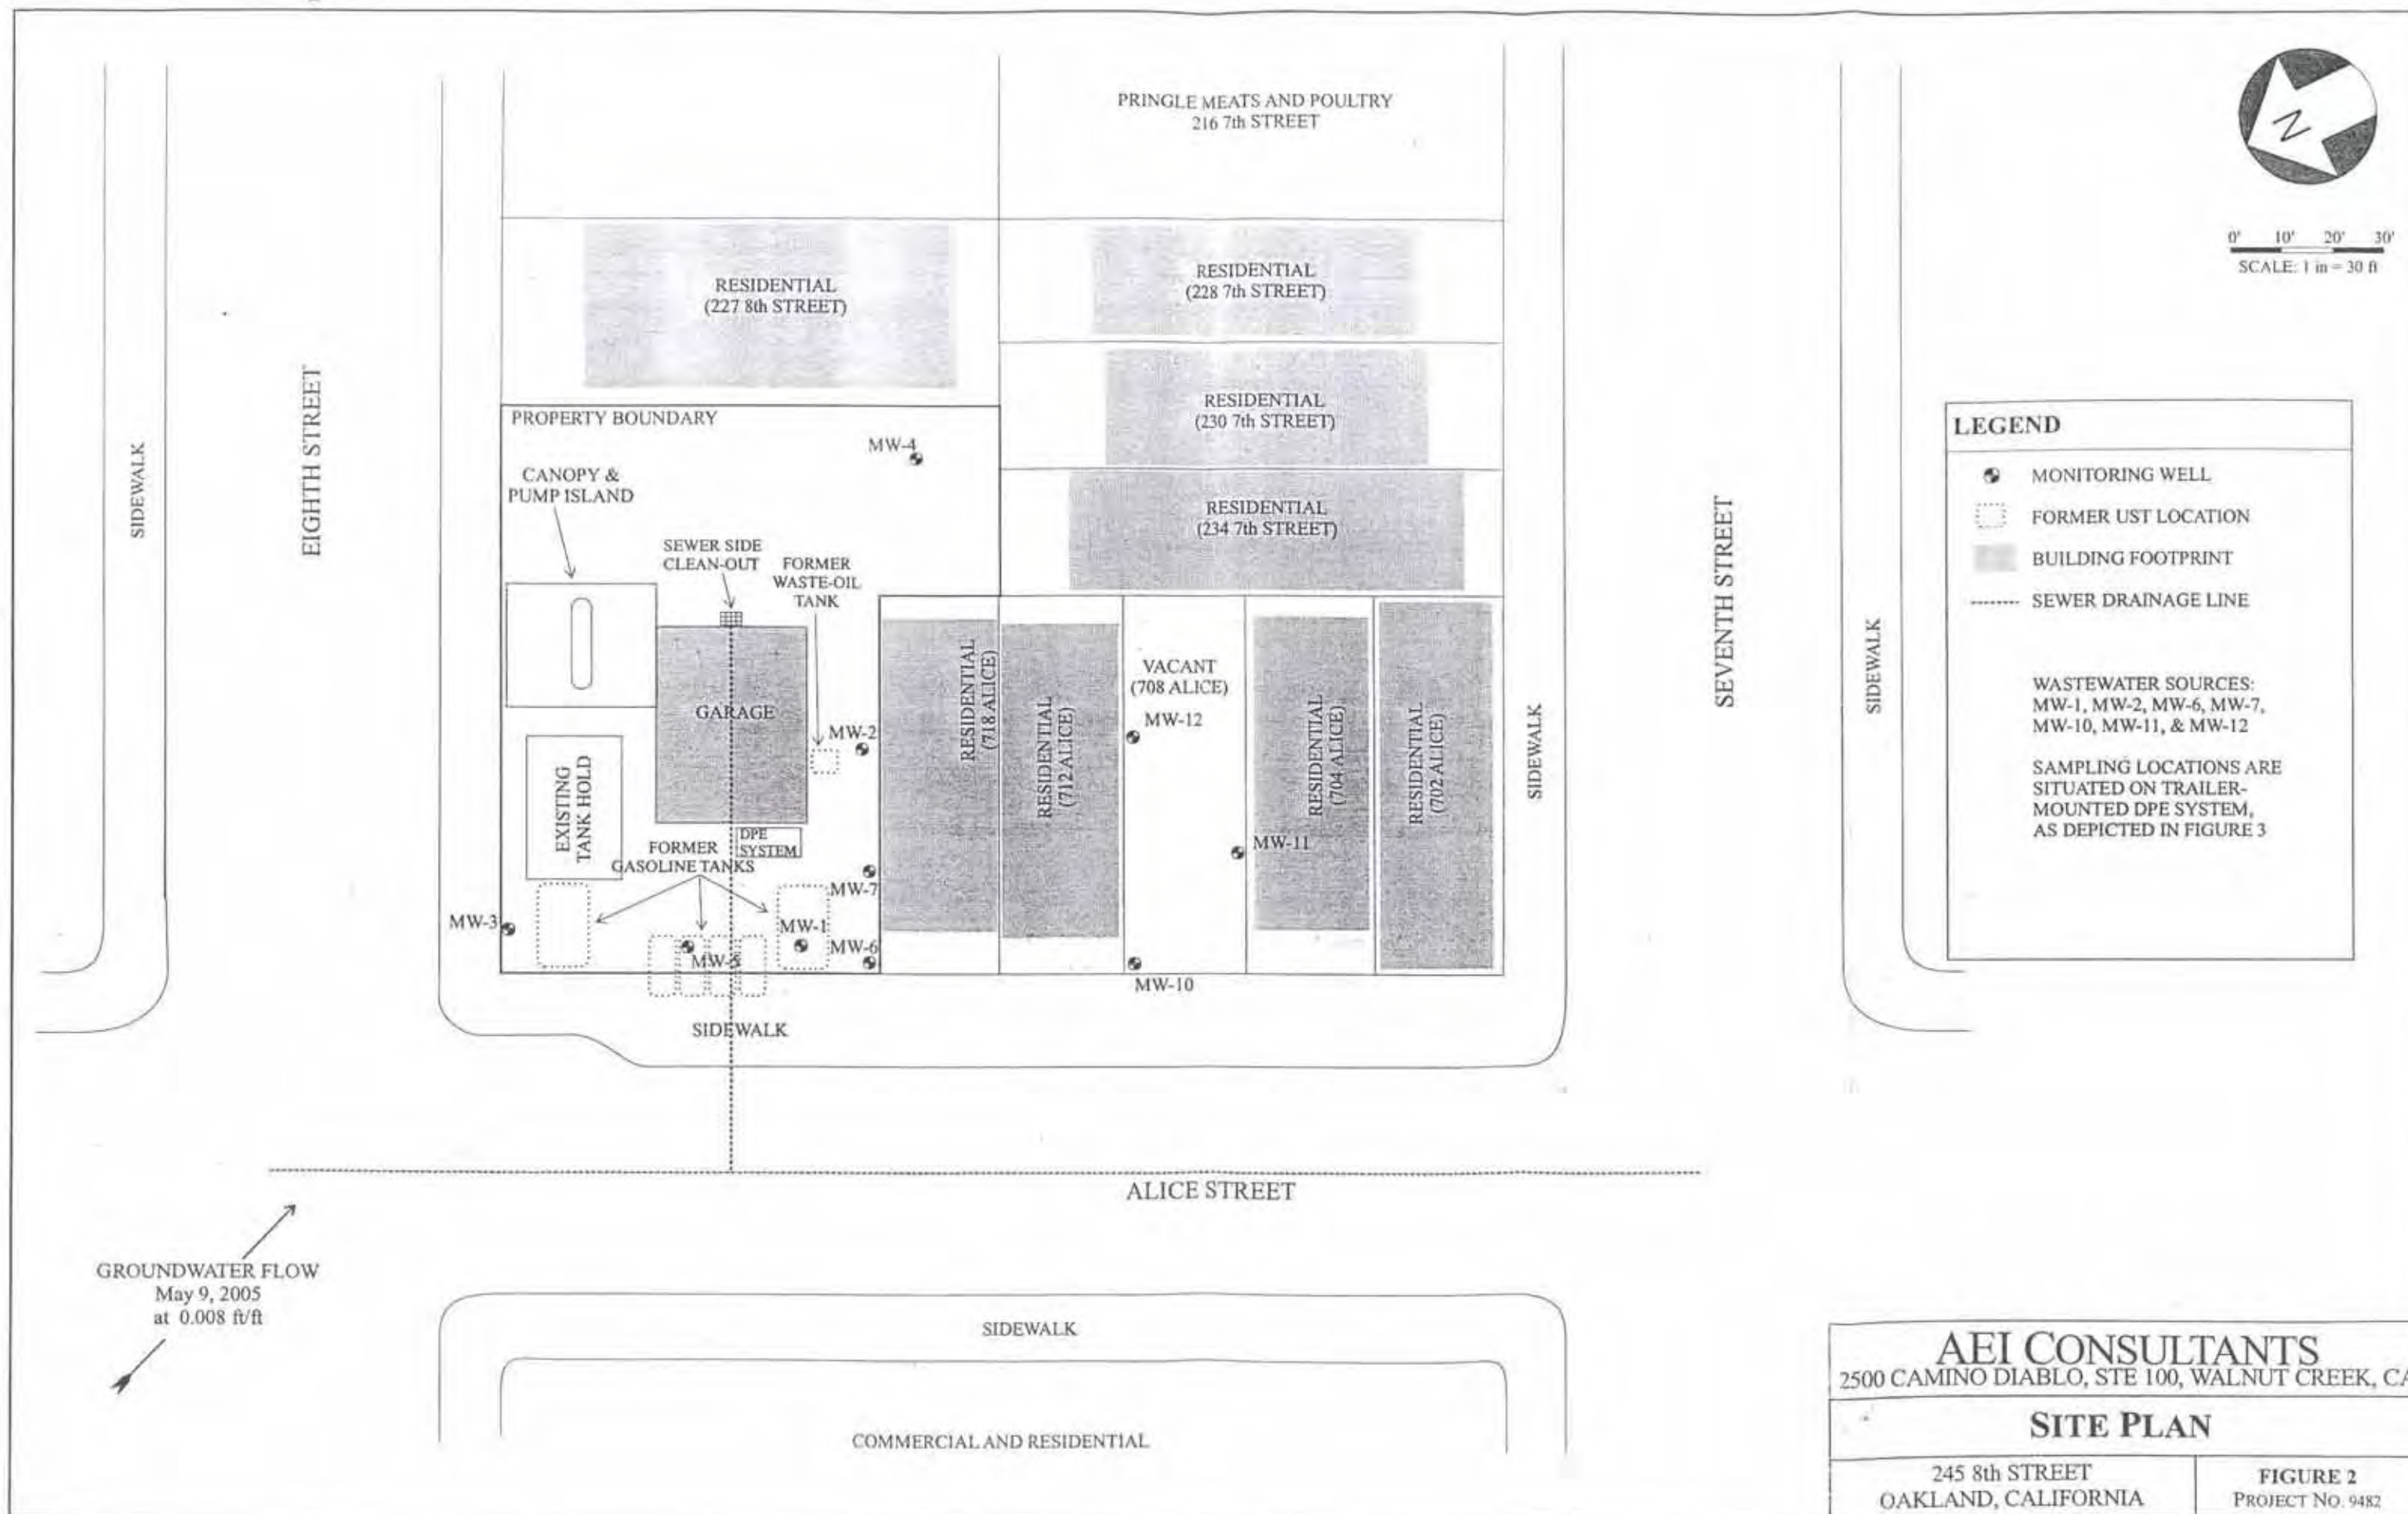 PRINGLE MEATS AND POULTRY
216 7th STREET
N
0' 10' 20' 30'
SCALE: 1 in = 30 ft
RESIDENTIAL
(227 8th STREET)
RESIDENTIAL
(228 7th STREET)
RESIDENTIAL
(230 7th STREET)
RESIDENTIAL
(234 7th STREET)
PROPERTY BOUNDARY
MW-4
CANOPY &
PUMP ISLAND
SIDEWALK
EIGHTH STREET
SEWER SIDE
CLEAN-OUT
FORMER
WASTE-OIL
TANK
GARAGE
MW-2
EXISTING
TANK HOLD
DPE
SYSTEM
FORMER
GASOLINE TANKS
MW-7
MW-3
MW-1
MW-6
MW-5
RESIDENTIAL
(718 ALICE)
RESIDENTIAL
(712 ALICE)
VACANT
(708 ALICE)
MW-12
MW-11
MW-10
RESIDENTIAL
(704 ALICE)
RESIDENTIAL
(702 ALICE)
SIDEWALK
SEVENTH STREET
SIDEWALK
LEGEND
MONITORING WELL
FORMER UST LOCATION
BUILDING FOOTPRINT
SEWER DRAINAGE LINE
WASTEWATER SOURCES:
MW-1, MW-2, MW-6, MW-7,
MW-10, MW-11, & MW-12
SAMPLING LOCATIONS ARE
SITUATED ON TRAILER-
MOUNTED DPE SYSTEM,
AS DEPICTED IN FIGURE 3
SIDEWALK
ALICE STREET
GROUNDWATER FLOW
May 9, 2005
at 0.008 ft/ft
SIDEWALK
COMMERCIAL AND RESIDENTIAL
AEI CONSULTANTS
2500 CAMINO DIABLO, STE 100, WALNUT CREEK, CA
SITE PLAN
245 8th STREET
OAKLAND, CALIFORNIA
FIGURE 2
PROJECT NO. 9482